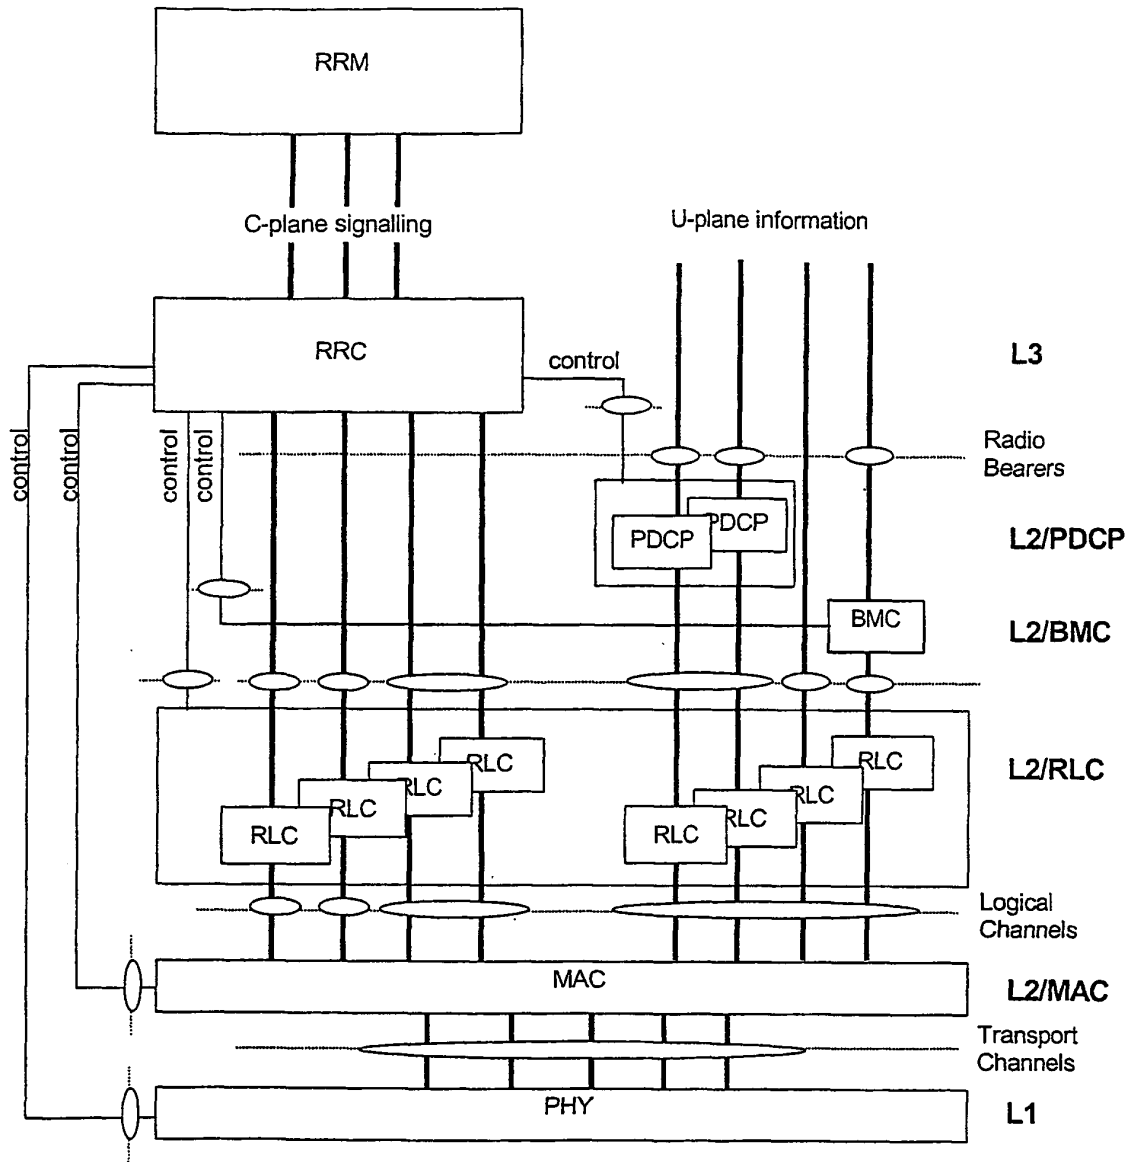 RRM
C-plane signalling
U-plane information
RRC
control
L3
control
control
control
control
Radio
Bearers
PDCP
PDCP
L2/PDCP
BMC
L2/BMC
RLC
RLC
RLC
RLC
RLC
RLC
RLC
RLC
L2/RLC
Logical
Channels
MAC
L2/MAC
Transport
Channels
PHY
L1